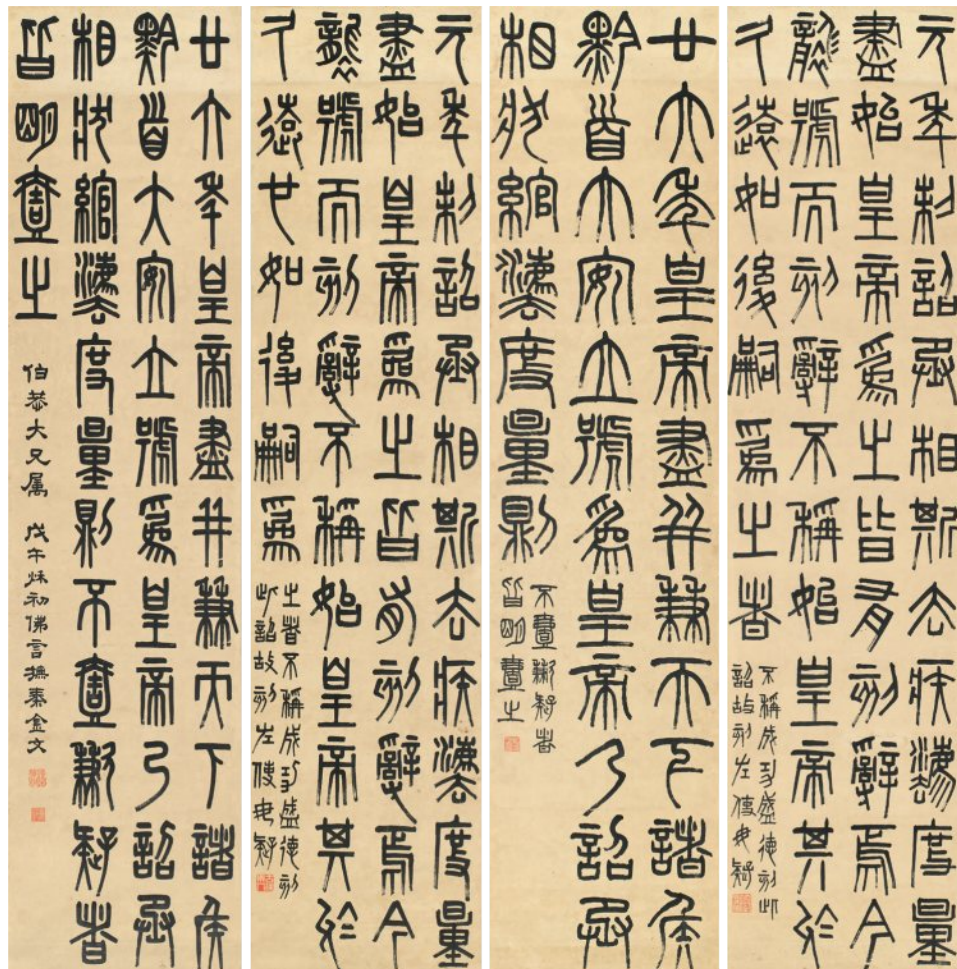 元年制詔丞相斯去疾灋度量
盡始皇帝為之皆有刻辭焉今
襲號而刻辭不稱始皇帝其於
久遠如後嗣為之者
不稱成功盛德刻此
詔故刻左使毋疑
廿六年皇帝盡并兼天下諸侯
黔首大安立號為皇帝乃詔丞
相狀綰灋度量則
不壹歉疑者
皆明壹之
元年制詔丞相斯去疾灋度量
盡始皇帝為之皆有刻辭焉今
襲號而刻辭不稱始皇帝其於
久遠也如後嗣為
之者不稱成功盛德刻
此詔故刻左使毋疑
廿六年皇帝盡并兼天下諸侯
黔首大安立號為皇帝乃詔丞
相狀綰灋度量則不壹歉疑者
皆明壹之
伯恭大兄屬 戊午秌初佛言撫秦金文